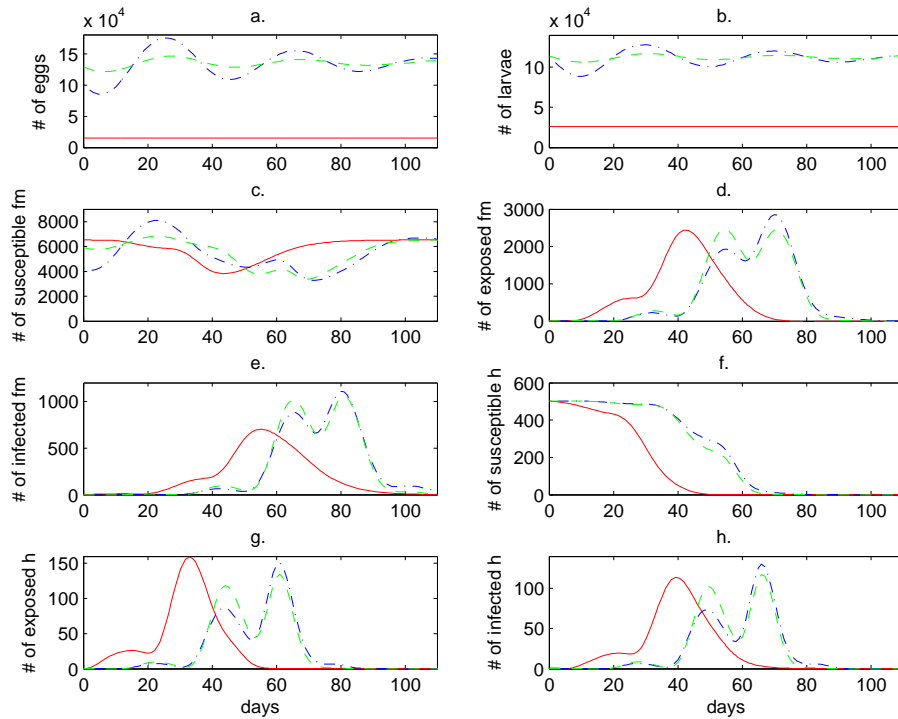 a.
x 10^4
# of eggs
15
10
5
0
0 20 40 60 80 100
b.
x 10^4
# of larvae
10
5
0
0 20 40 60 80 100
c.
# of susceptible fm
8000
6000
4000
2000
0
0 20 40 60 80 100
d.
# of exposed fm
3000
2000
1000
0
0 20 40 60 80 100
e.
# of infected fm
1000
500
0
0 20 40 60 80 100
f.
# of susceptible h
600
400
200
0
0 20 40 60 80 100
g.
# of exposed h
150
100
50
0
0 20 40 60 80 100
days
h.
# of infected h
100
50
0
0 20 40 60 80 100
days